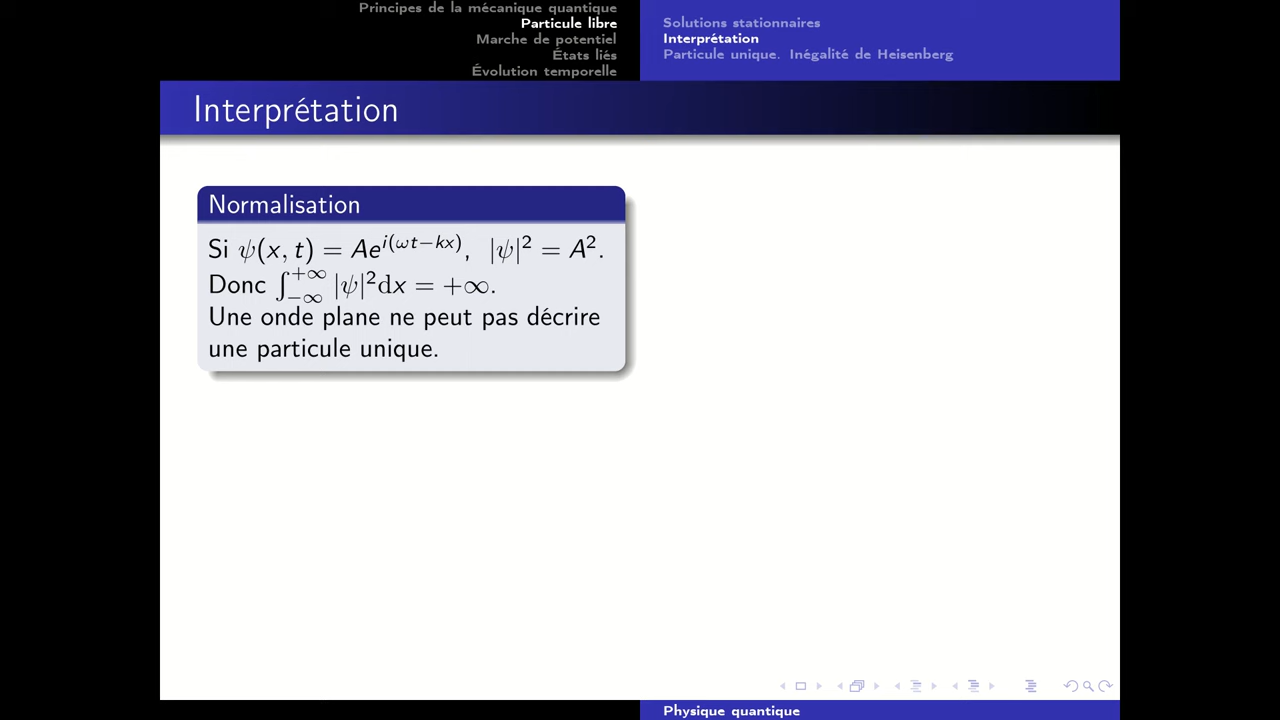 Principes de la mécanique quantique
Particule libre
Marche de potentiel
États liés
Évolution temporelle
Solutions stationnaires
Interprétation
Particule unique. Inégalité de Heisenberg
Interprétation
Normalisation
Si ψ(x, t) = Ae^{i(ωt−kx)}, |ψ|² = A².
Donc ∫_{−∞}^{+∞} |ψ|²dx = +∞.
Une onde plane ne peut pas décrire
une particule unique.
Physique quantique